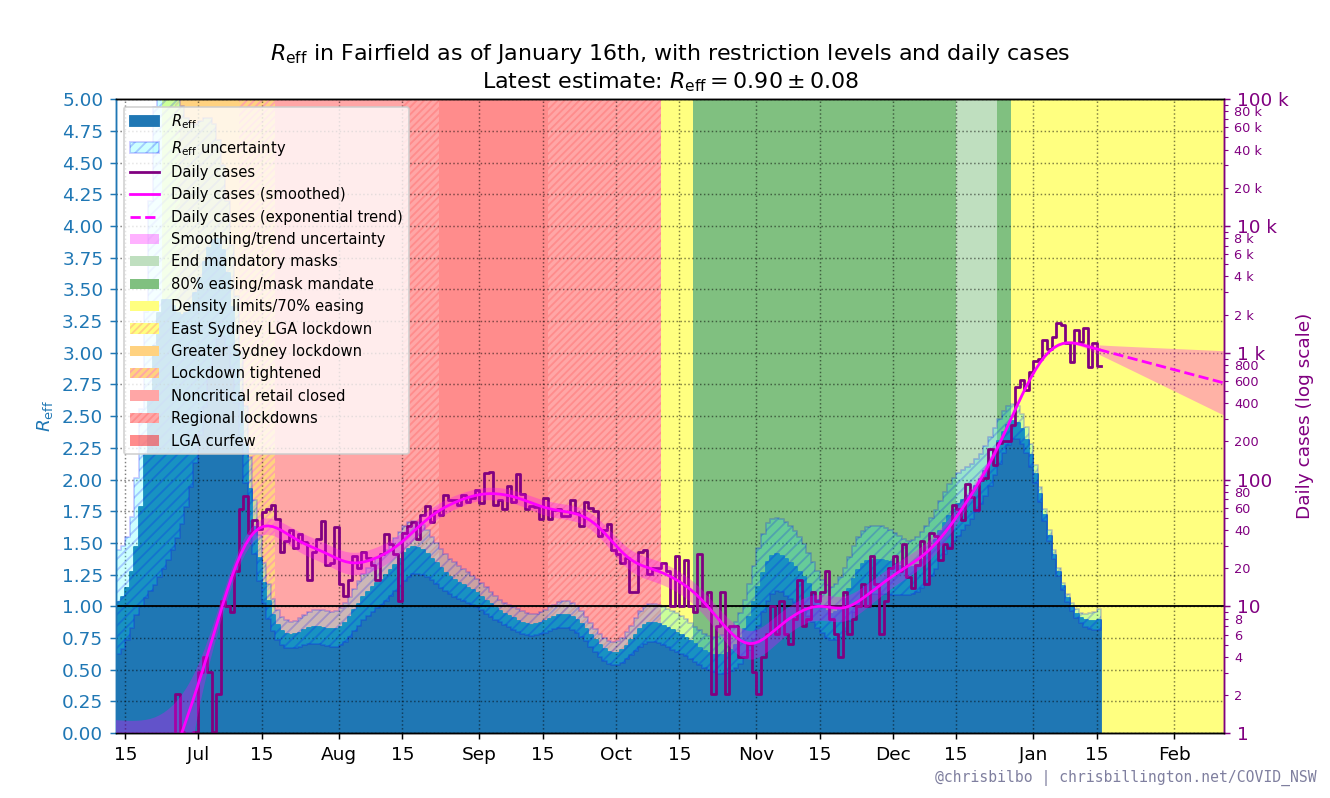 R_eff in Fairfield as of January 16th, with restriction levels and daily cases
Latest estimate: R_eff = 0.90 ± 0.08
5.00
4.75
4.50
4.25
4.00
3.75
3.50
3.25
3.00
2.75
2.50
2.25
2.00
1.75
1.50
1.25
1.00
0.75
0.50
0.25
0.00
R_eff
R_eff
R_eff uncertainty
Daily cases
Daily cases (smoothed)
Daily cases (exponential trend)
Smoothing/trend uncertainty
End mandatory masks
80% easing/mask mandate
Density limits/70% easing
East Sydney LGA lockdown
Greater Sydney lockdown
Lockdown tightened
Noncritical retail closed
Regional lockdowns
LGA curfew
100 k
80 k
60 k
40 k
20 k
10 k
8 k
6 k
4 k
2 k
1 k
800
600
400
200
100
80
60
40
20
10
8
6
4
2
1
Daily cases (log scale)
15 Jul 15 Aug 15 Sep 15 Oct 15 Nov 15 Dec 15 Jan 15 Feb
@chrisbilbo | chrisbillington.net/COVID_NSW